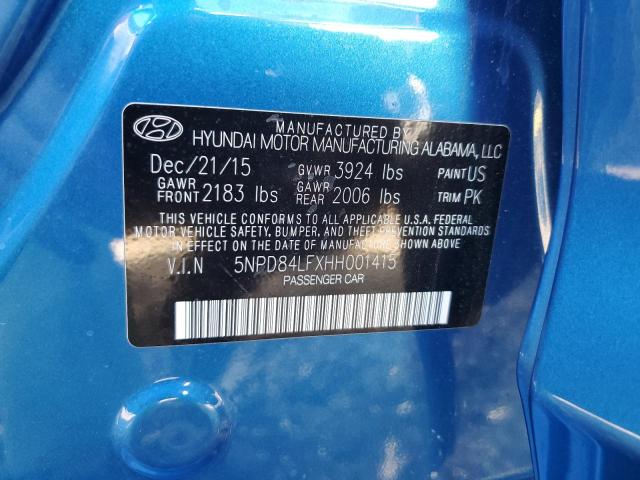 MANUFACTURED BY
HYUNDAI MOTOR MANUFACTURING ALABAMA, LLC
Dec/21/15 GVWR 3924 lbs PAINT US
GAWR FRONT 2183 lbs GAWR REAR 2006 lbs TRIM PK
THIS VEHICLE CONFORMS TO ALL APPLICABLE U.S.A. FEDERAL
MOTOR VEHICLE SAFETY, BUMPER, AND THEFT PREVENTION STANDARDS
IN EFFECT ON THE DATE OF MANUFACTURE SHOWN ABOVE.
V.I.N 5NPD84LFXHH001415
PASSENGER CAR